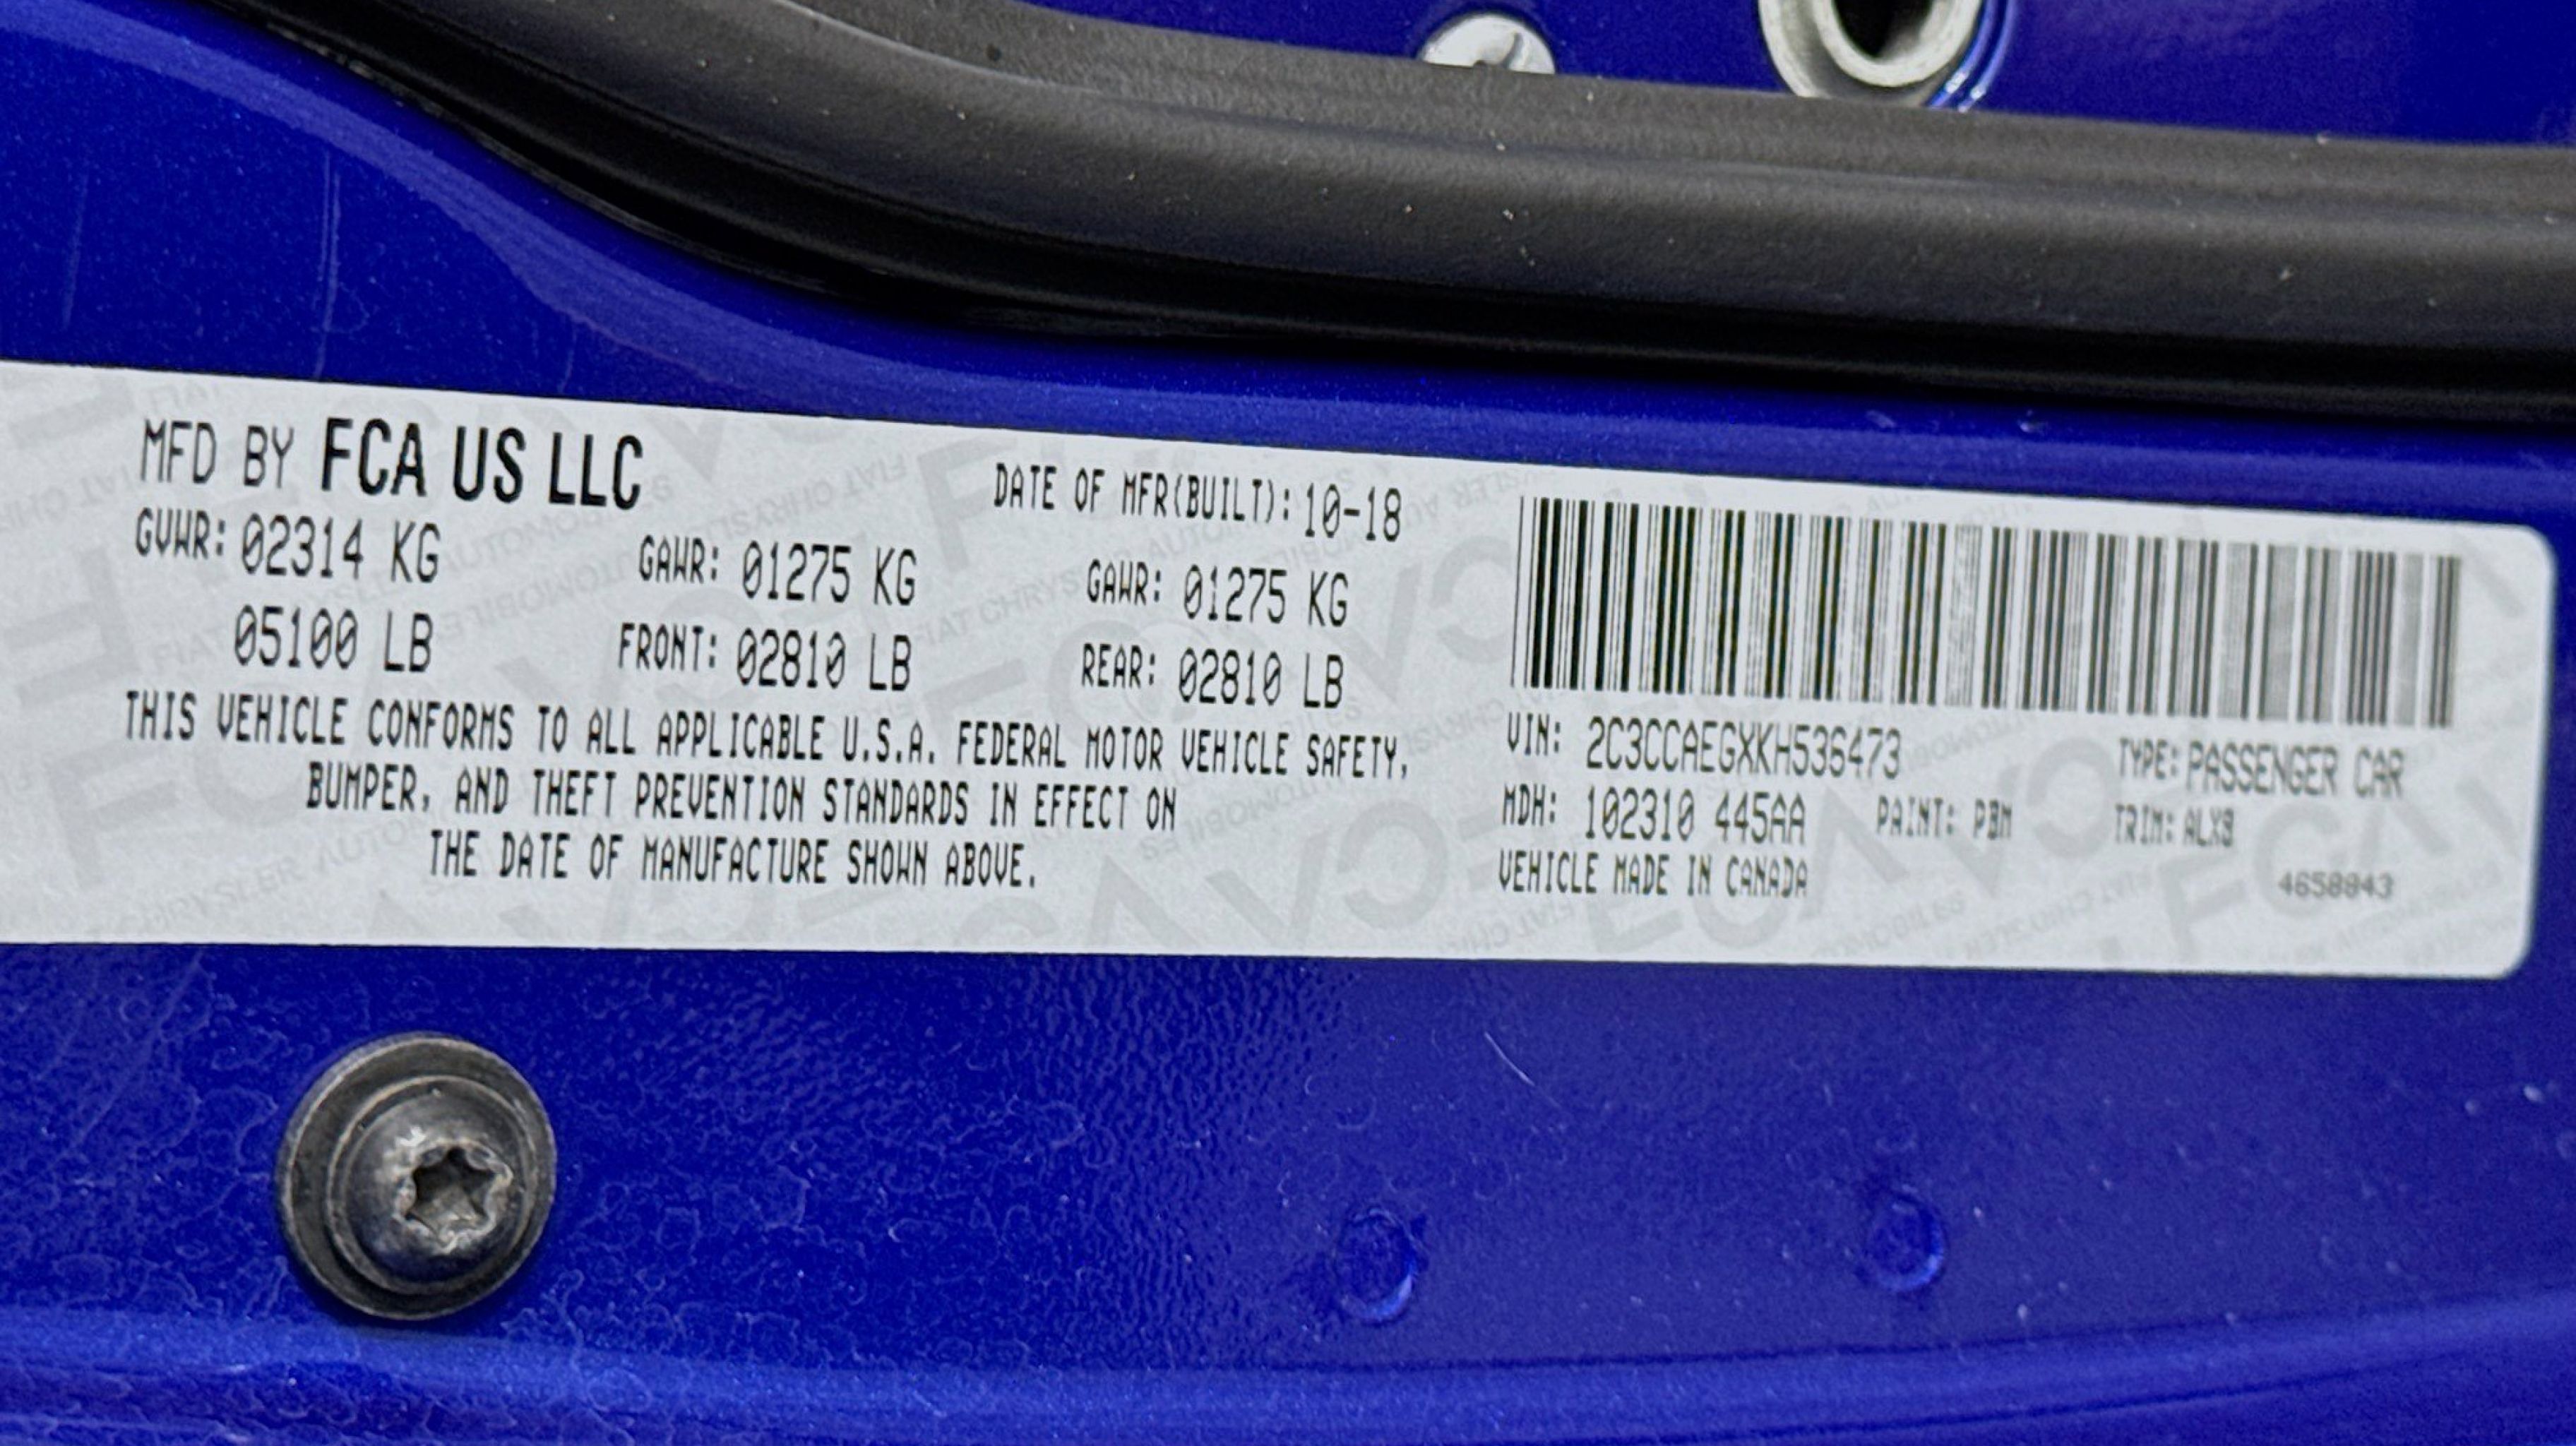 MFD BY FCA US LLC
DATE OF MFR(BUILT): 10-18
GVWR: 02314 KG GAWR: 01275 KG GAWR: 01275 KG
05100 LB FRONT: 02810 LB REAR: 02810 LB
THIS VEHICLE CONFORMS TO ALL APPLICABLE U.S.A. FEDERAL MOTOR VEHICLE SAFETY,
BUMPER, AND THEFT PREVENTION STANDARDS IN EFFECT ON
THE DATE OF MANUFACTURE SHOWN ABOVE.
VIN: 2C3CCAEGXKH536473 TYPE: PASSENGER CAR
MDH: 102310 445AA PAINT: PBM TRIM: ALX9
VEHICLE MADE IN CANADA